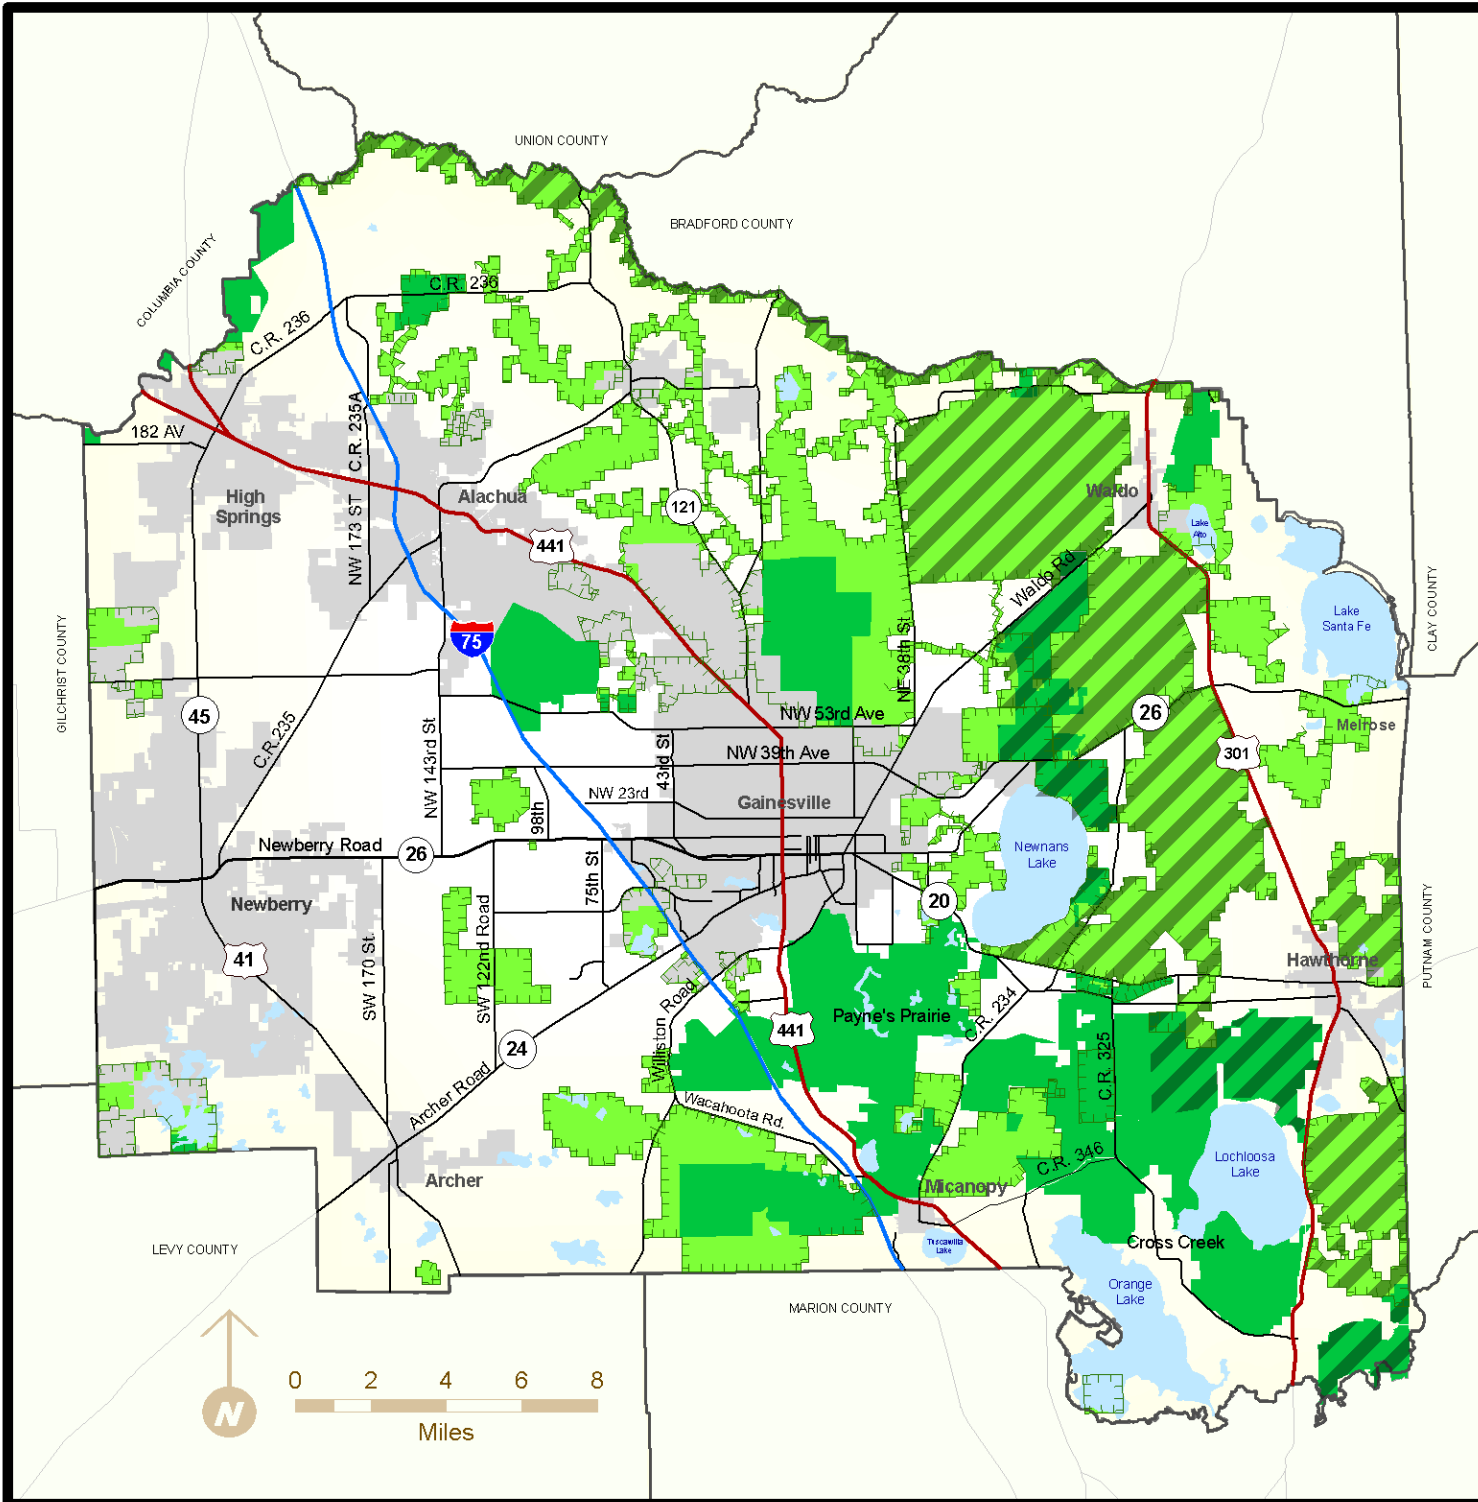 UNION COUNTY
BRADFORD COUNTY
COLUMBIA COUNTY
C.R. 236
C.R. 236
182 AV
C.R. 235A
NW 173 ST
High
Springs
Alachua
441
121
Waldo
Lake
Alto
Waldo Rd
NE 38th St
Lake
Santa Fe
CLAY COUNTY
GILCHRIST COUNTY
75
45
C.R.235
NW 143rd St
43rd St
NW 53rd Ave
NW 39th Ave
26
301
Melrose
98th
NW 23rd
Gainesville
Newberry Road
26
75th St
Newnans
Lake
Newberry
SW 122nd Road
20
41
SW 170 St.
Hawthorne
PUTNAM COUNTY
Payne's Prairie
C.R. 234
441
Williston Road
24
Archer Road
C.R. 325
Wacahoota Rd.
C.R. 346
Lochloosa
Lake
Archer
Micanopy
Tuscawilla
Lake
Cross Creek
LEVY COUNTY
Orange
Lake
MARION COUNTY
N
0 2 4 6 8
Miles